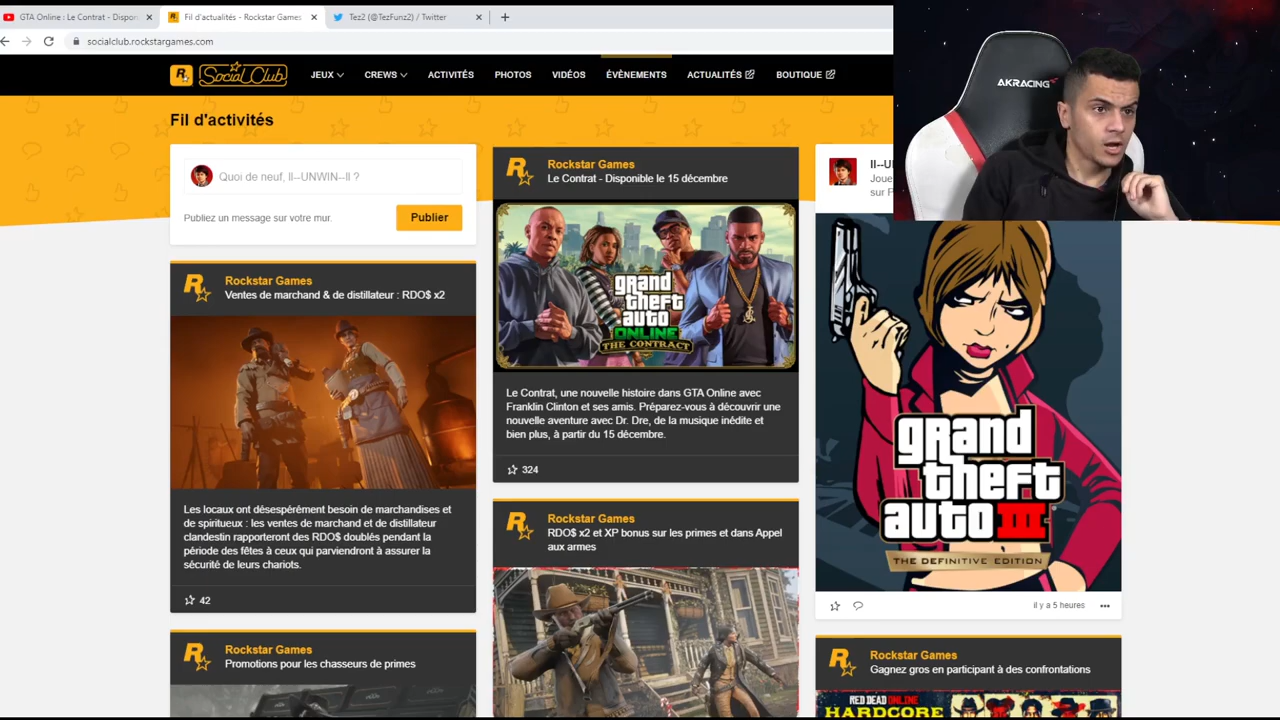 GTA Online : Le Contrat - Dispon
Fil d'actualités - Rockstar Games
Tez2 (@TezFunz2) / Twitter
socialclub.rockstargames.com
R Social Club
JEUX
CREWS
ACTIVITÉS
PHOTOS
VIDÉOS
ÉVÈNEMENTS
ACTUALITÉS
BOUTIQUE
AKRACING
Fil d'activités
Quoi de neuf, II--UNWIN--II ?
Publiez un message sur votre mur.
Publier
Rockstar Games
Ventes de marchand & de distillateur : RDO$ x2
Les locaux ont désespérément besoin de marchandises et
de spiritueux : les ventes de marchand et de distillateur
clandestin rapporteront des RDO$ doublés pendant la
période des fêtes à ceux qui parviendront à assurer la
sécurité de leurs chariots.
42
Rockstar Games
Promotions pour les chasseurs de primes
Rockstar Games
Le Contrat - Disponible le 15 décembre
grand
theft
auto
ONLINE
THE CONTRACT
Le Contrat, une nouvelle histoire dans GTA Online avec
Franklin Clinton et ses amis. Préparez-vous à découvrir une
nouvelle aventure avec Dr. Dre, de la musique inédite et
bien plus, à partir du 15 décembre.
324
Rockstar Games
RDO$ x2 et XP bonus sur les primes et dans Appel
aux armes
II--U
Joue
sur P
grand
theft
auto III
THE DEFINITIVE EDITION
il y a 5 heures
Rockstar Games
Gagnez gros en participant à des confrontations
RED DEAD ONLINE
HARDCORE